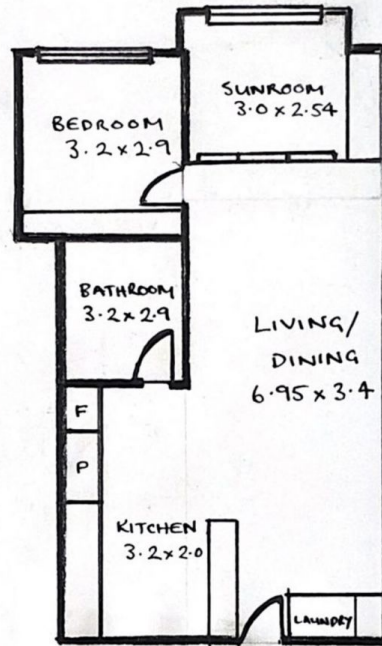 SUNROOM
3.0 x 2.54
BEDROOM
3.2 x 2.9
BATHROOM
3.2 x 2.9
LIVING/
DINING
6.95 x 3.4
F
P
KITCHEN
3.2 x 2.0
LAUNDRY